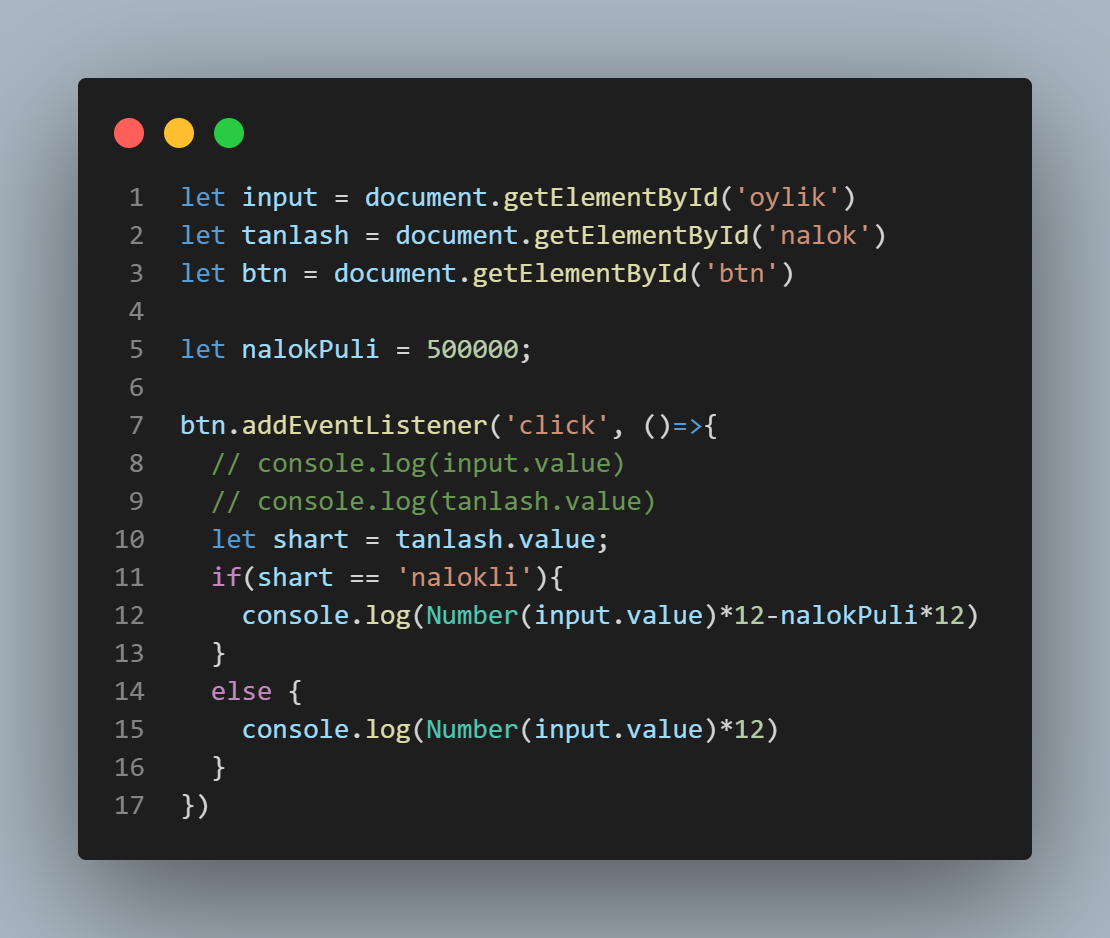 1 let input = document.getElementById('oylik')
2 let tanlash = document.getElementById('nalok')
3 let btn = document.getElementById('btn')
4
5 let nalokPuli = 500000;
6
7 btn.addEventListener('click', ()=>{
8   // console.log(input.value)
9   // console.log(tanlash.value)
10   let shart = tanlash.value;
11   if(shart == 'nalokli'){
12     console.log(Number(input.value)*12-nalokPuli*12)
13   }
14   else {
15     console.log(Number(input.value)*12)
16   }
17 })